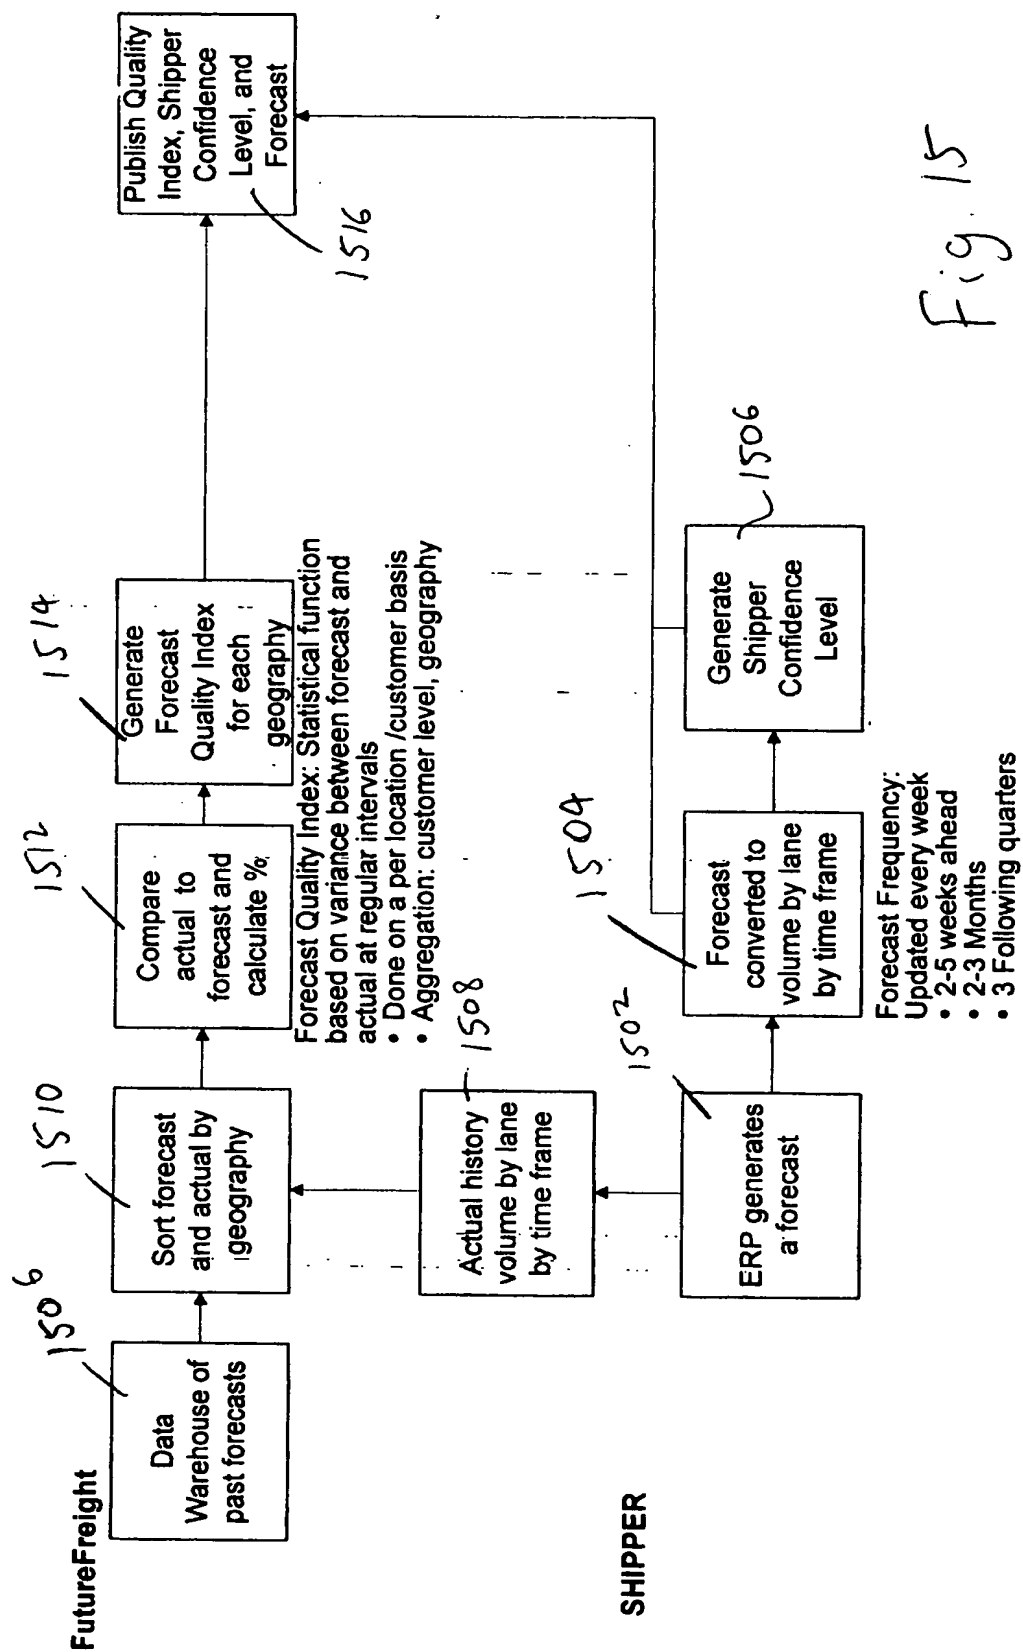 FutureFreight
1506
Data
Warehouse of
past forecasts
1510
Sort forecast
and actual by
geography
1512
Compare
actual to
forecast and
calculate %
1514
Generate
Forecast
Quality Index
for each
geography
Publish Quality
Index, Shipper
Confidence
Level, and
Forecast
1516
Forecast Quality Index: Statistical function
based on variance between forecast and
actual at regular intervals
• Done on a per location /customer basis
• Aggregation: customer level, geography
1508
Actual history
volume by lane
by time frame
SHIPPER
1502
ERP generates
a forecast
1504
Forecast
converted to
volume by lane
by time frame
1506
Generate
Shipper
Confidence
Level
Forecast Frequency:
Updated every week
• 2-5 weeks ahead
• 2-3 Months
• 3 Following quarters
Fig. 15